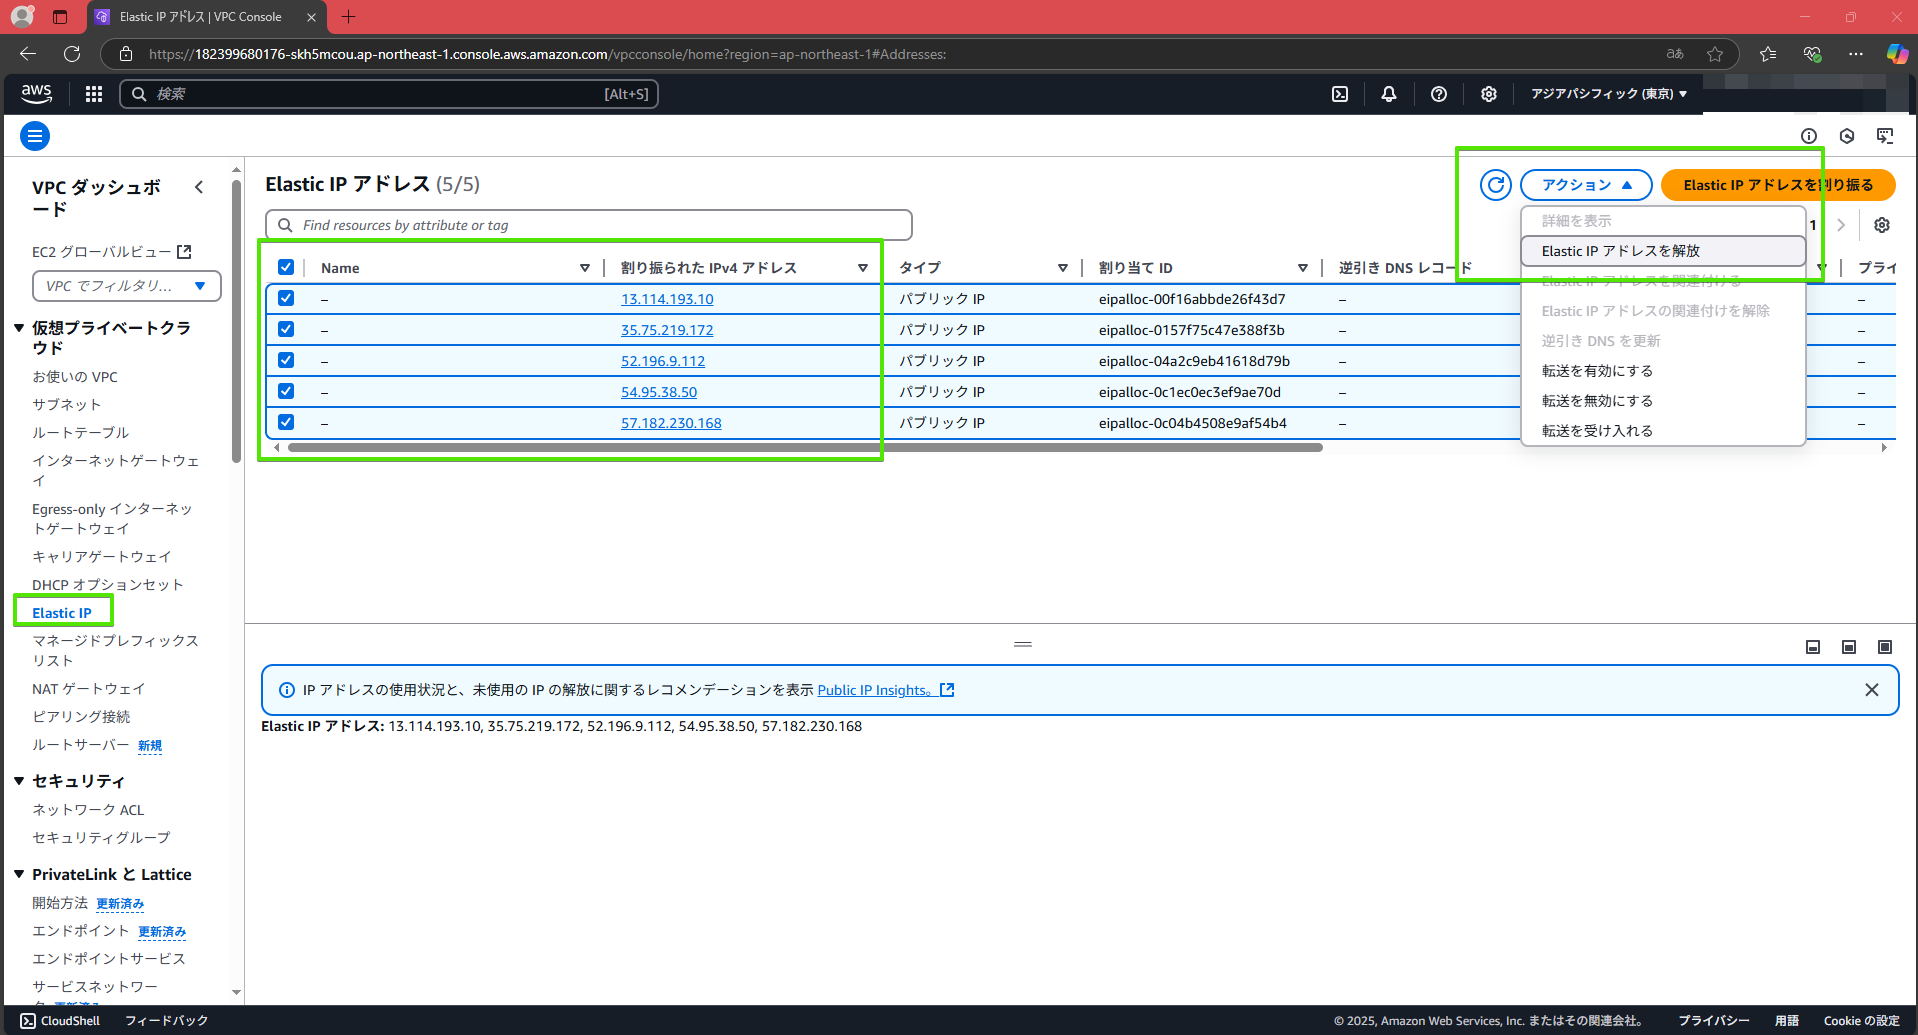 Elastic IP アドレス | VPC Console
https://182399680176-skh5mcou.ap-northeast-1.console.aws.amazon.com/vpcconsole/home?region=ap-northeast-1#Addresses:
aws
検索
[Alt+S]
アジアパシフィック (東京)
VPC ダッシュボ
ード
EC2 グローバルビュー
VPC でフィルタリ...
仮想プライベートクラ
ウド
お使いの VPC
サブネット
ルートテーブル
インターネットゲートウェ
イ
Egress-only インターネッ
トゲートウェイ
キャリアゲートウェイ
DHCP オプションセット
Elastic IP
マネージドプレフィックス
リスト
NAT ゲートウェイ
ピアリング接続
ルートサーバー 新規
セキュリティ
ネットワーク ACL
セキュリティグループ
PrivateLink と Lattice
開始方法 更新済み
エンドポイント 更新済み
エンドポイントサービス
サービスネットワー
ク 更新済み
Elastic IP アドレス (5/5)
アクション
Elastic IP アドレスを割り振る
Find resources by attribute or tag
1
詳細を表示
Elastic IP アドレスを解放
Elastic IP アドレスを関連付ける
Elastic IP アドレスの関連付けを解除
逆引き DNS を更新
転送を有効にする
転送を無効にする
転送を受け入れる
Name 割り振られた IPv4 アドレス タイプ 割り当て ID 逆引き DNS レコード プライ
– 13.114.193.10 パブリック IP eipalloc-00f16abbde26f43d7 – –
– 35.75.219.172 パブリック IP eipalloc-0157f75c47e388f3b – –
– 52.196.9.112 パブリック IP eipalloc-04a2c9eb41618d79b – –
– 54.95.38.50 パブリック IP eipalloc-0c1ec0ec3ef9ae70d – –
– 57.182.230.168 パブリック IP eipalloc-0c04b4508e9af54b4 – –
IP アドレスの使用状況と、未使用の IP の解放に関するレコメンデーションを表示 Public IP Insights。
Elastic IP アドレス: 13.114.193.10, 35.75.219.172, 52.196.9.112, 54.95.38.50, 57.182.230.168
CloudShell フィードバック
© 2025, Amazon Web Services, Inc. またはその関連会社。 プライバシー 用語 Cookie の設定